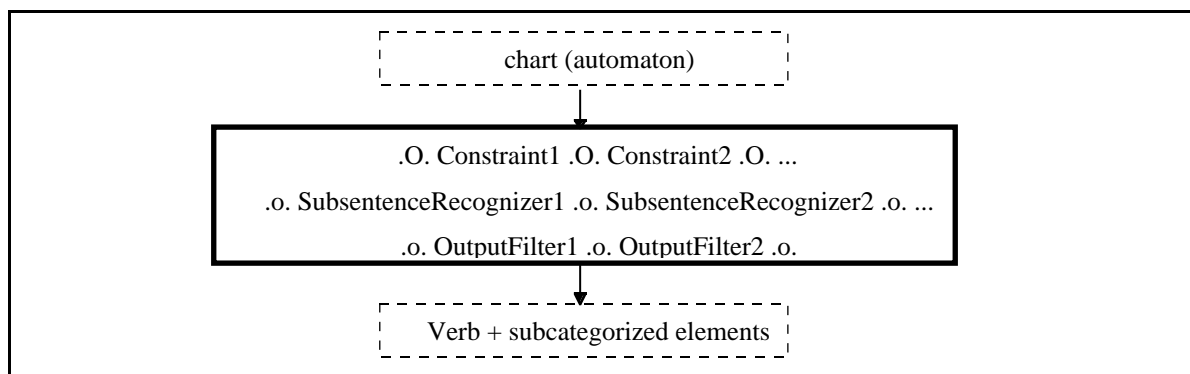 chart (automaton)
.O. Constraint1 .O. Constraint2 .O. ...
.o. SubsentenceRecognizer1 .o. SubsentenceRecognizer2 .o. ...
.o. OutputFilter1 .o. OutputFilter2 .o.
Verb + subcategorized elements